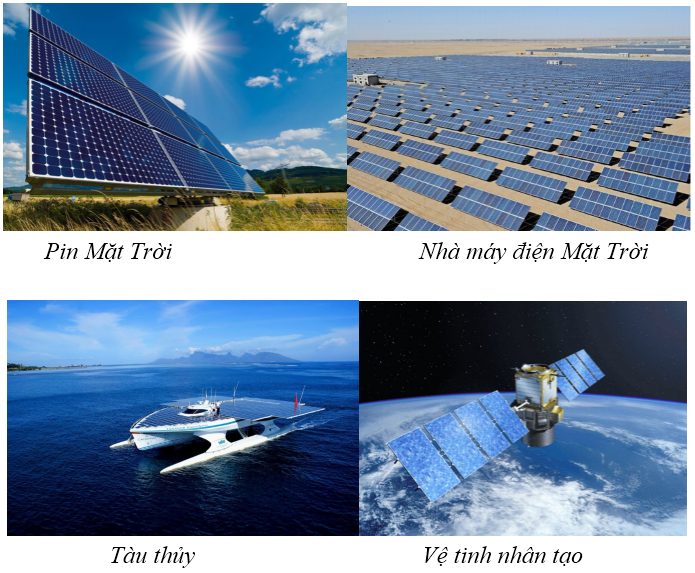 Pin Mặt Trời
Nhà máy điện Mặt Trời
Tàu thủy
Vệ tinh nhân tạo